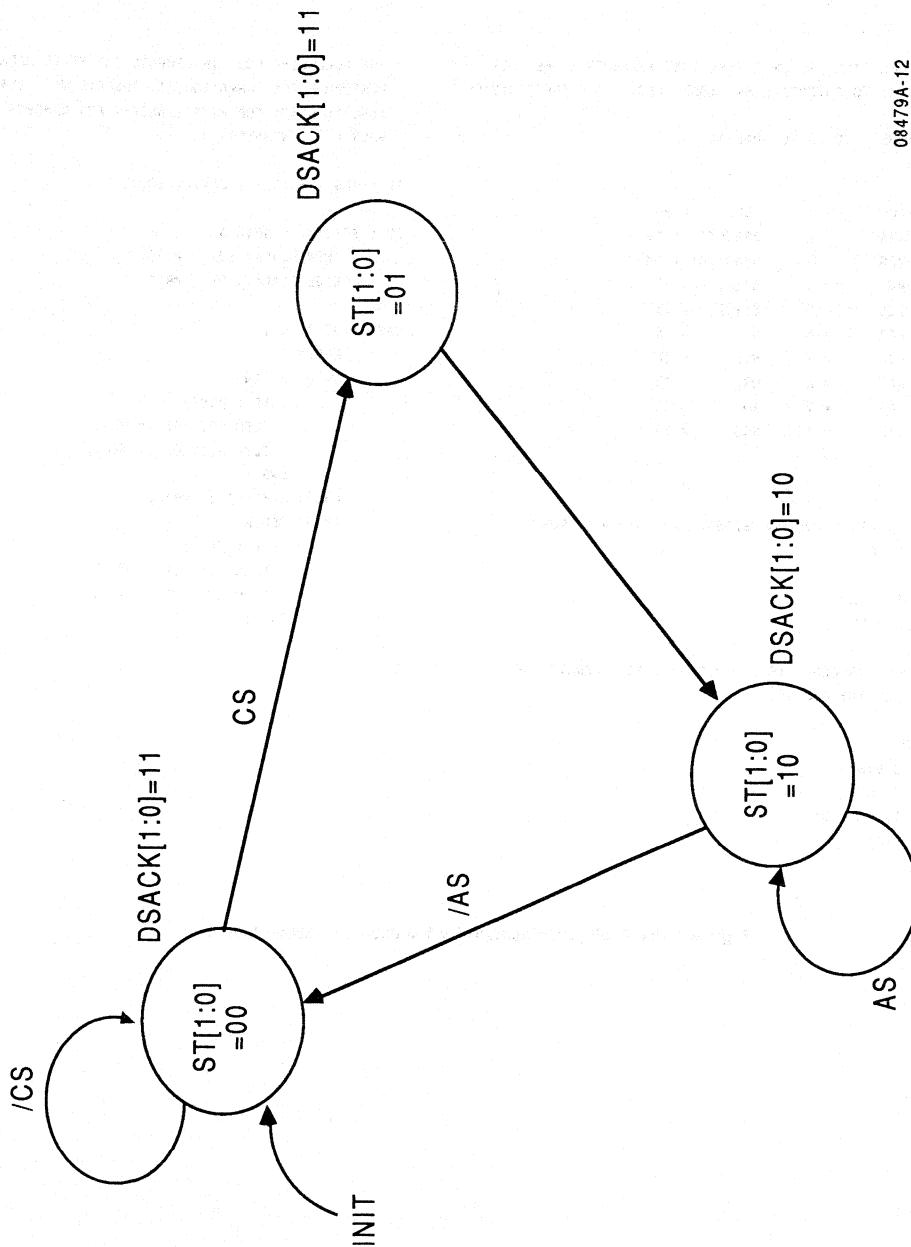 /CS
INIT
ST[1:0]
=00
DSACK[1:0]=11
CS
/AS
ST[1:0]
=01
DSACK[1:0]=11
ST[1:0]
=10
DSACK[1:0]=10
AS
08479A-12